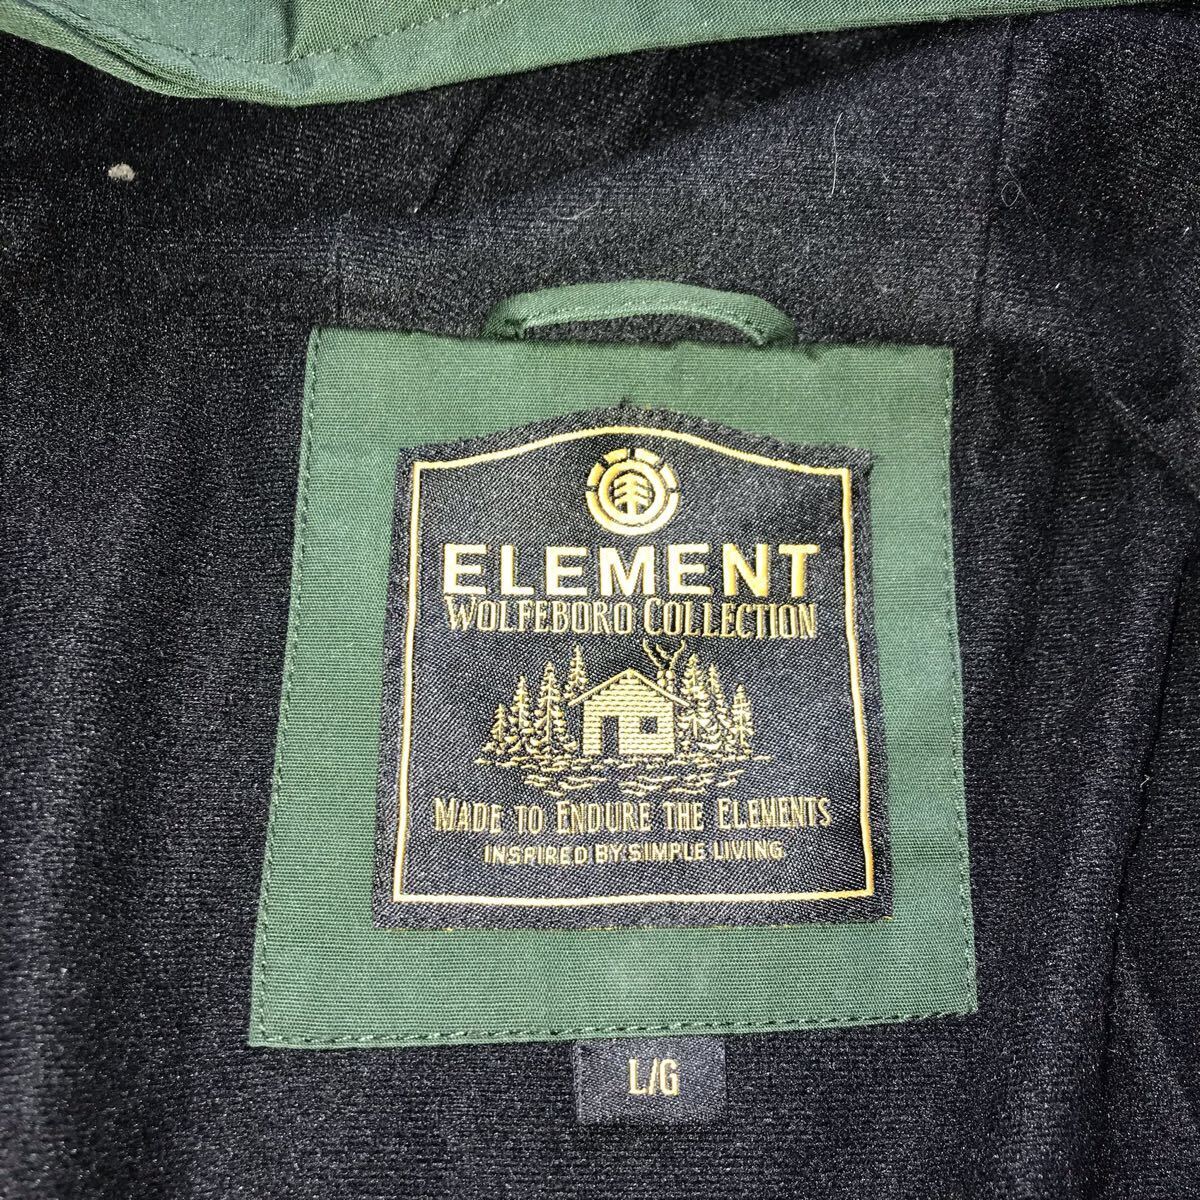 ELEMENT
WOLFEBORO COLLECTION
MADE TO ENDURE THE ELEMENTS
INSPIRED BY SIMPLE LIVING
L/G